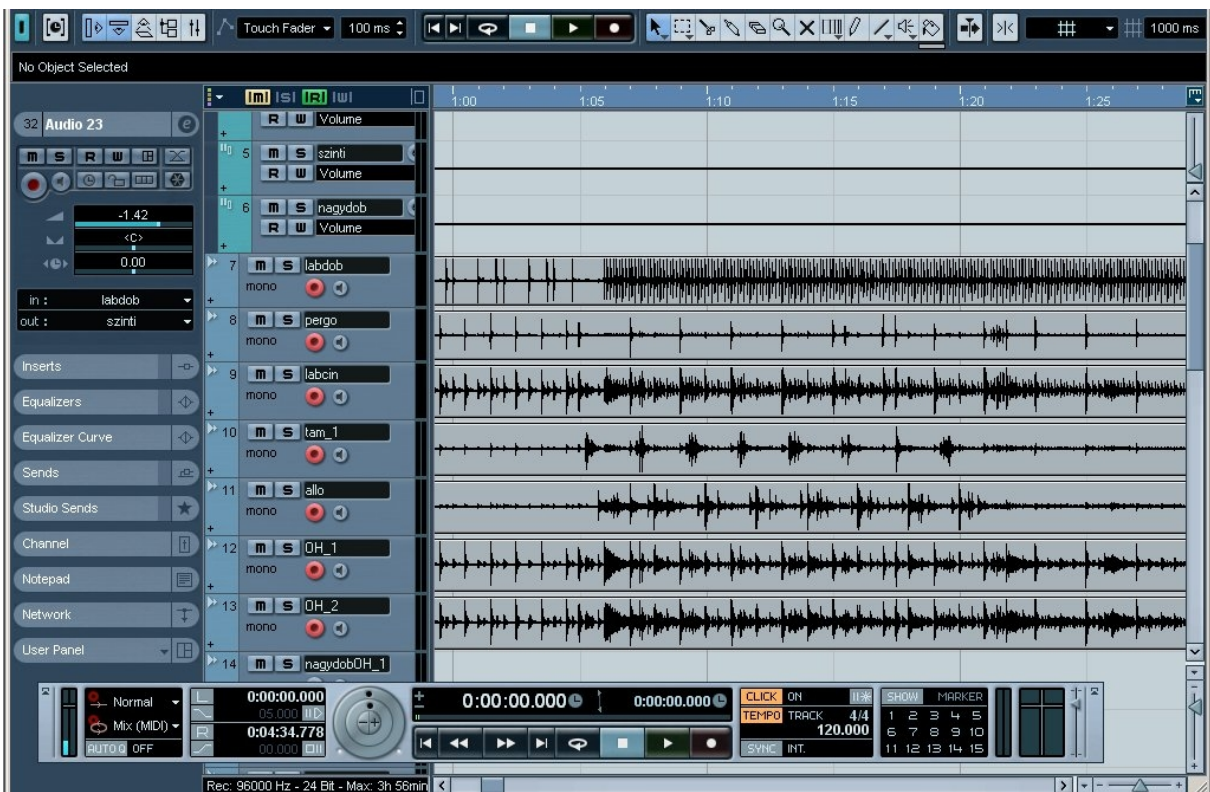 Touch Fader 100 ms 1000 ms
No Object Selected
m S R W
1:00 1:05 1:10 1:15 1:20 1:25
32 Audio 23 e
R W Volume
5 m S szinti
R W Volume
6 m S nagydob
R W Volume
m S R W
-1.42
<C>
0.00
in : labdob
out : szinti
7 m S labdob
mono
8 m S pergo
mono
9 m S labcin
mono
10 m S tam_1
mono
11 m S allo
mono
12 m S OH_1
mono
13 m S OH_2
mono
14 m S nagydobOH_1
Inserts
Equalizers
Equalizer Curve
Sends
Studio Sends
Channel
Notepad
Network
User Panel
Normal
Mix (MIDI)
AUTO Q OFF
L 0:00:00.000
05.000
R 0:04:34.778
00.000
0:00:00.000 0:00:00.000
CLICK ON
TEMPO TRACK 4/4
120.000
SYNC INT.
SHOW MARKER
1 2 3 4 5
6 7 8 9 10
11 12 13 14 15
Rec: 96000 Hz - 24 Bit - Max: 3h 56min